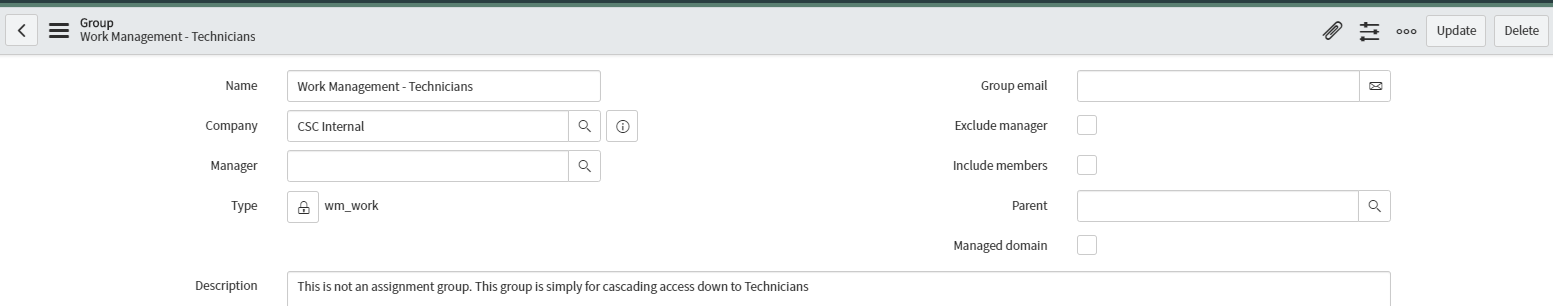 Group
Work Management - Technicians
Update
Delete
Name
Work Management - Technicians
Company
CSC Internal
Manager
Type
wm_work
Group email
Exclude manager
Include members
Parent
Managed domain
Description
This is not an assignment group. This group is simply for cascading access down to Technicians